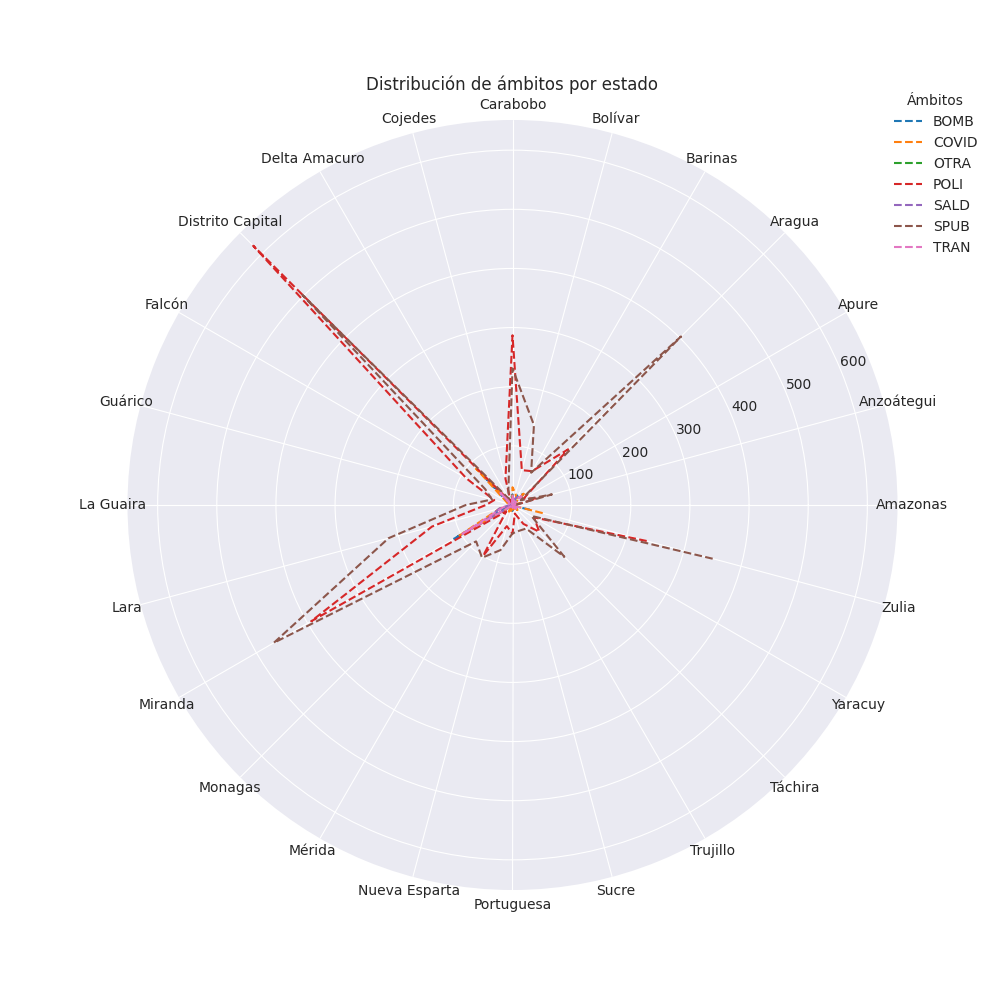 Distribución de ámbitos por estado
Ámbitos
BOMB
COVID
OTRA
POLI
SALD
SPUB
TRAN
Carabobo
Cojedes
Bolívar
Delta Amacuro
Barinas
Distrito Capital
Aragua
Falcón
Apure
Guárico
Anzoátegui
La Guaira
Amazonas
Lara
Zulia
Miranda
Yaracuy
Monagas
Táchira
Mérida
Trujillo
Nueva Esparta
Sucre
Portuguesa
100
200
300
400
500
600